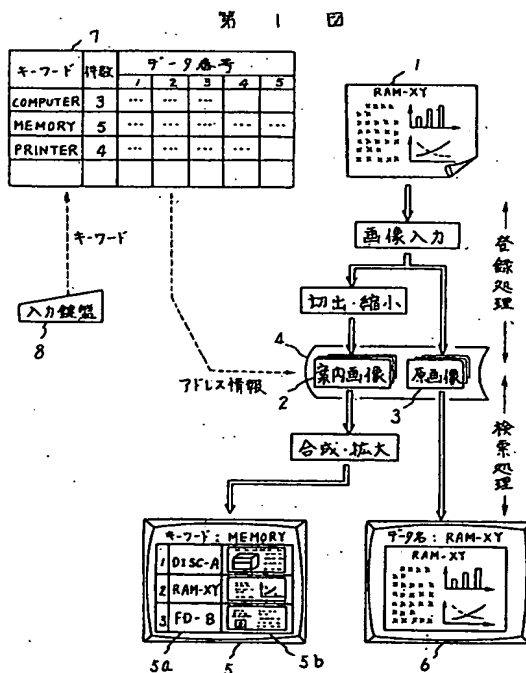 第 1 図
7
キーワード 件数 データ番号
1 2 3 4 5
COMPUTER 3 ---- ---- ----
MEMORY 5 ---- ---- ---- ---- ----
PRINTER 4 ---- ---- ---- ----
キーワード
入力鍵盤
8
アドレス情報
1
RAM-XY
画像入力
切出・縮小
4
案内画像
2
原画像
3
登録処理
検索処理
合成・拡大
キーワード: MEMORY
1 DISC-A
2 RAM-XY
3 FD-B
5a
5
5b
データ名: RAM-XY
RAM-XY
6